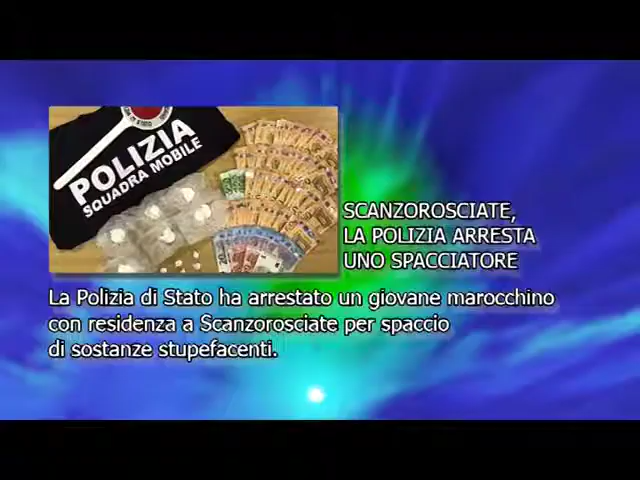 POLIZIA
SQUADRA MOBILE
SCANZOROSCIATE,
LA POLIZIA ARRESTA
UNO SPACCIATORE
La Polizia di Stato ha arrestato un giovane marocchino
con residenza a Scanzorosciate per spaccio
di sostanze stupefacenti.